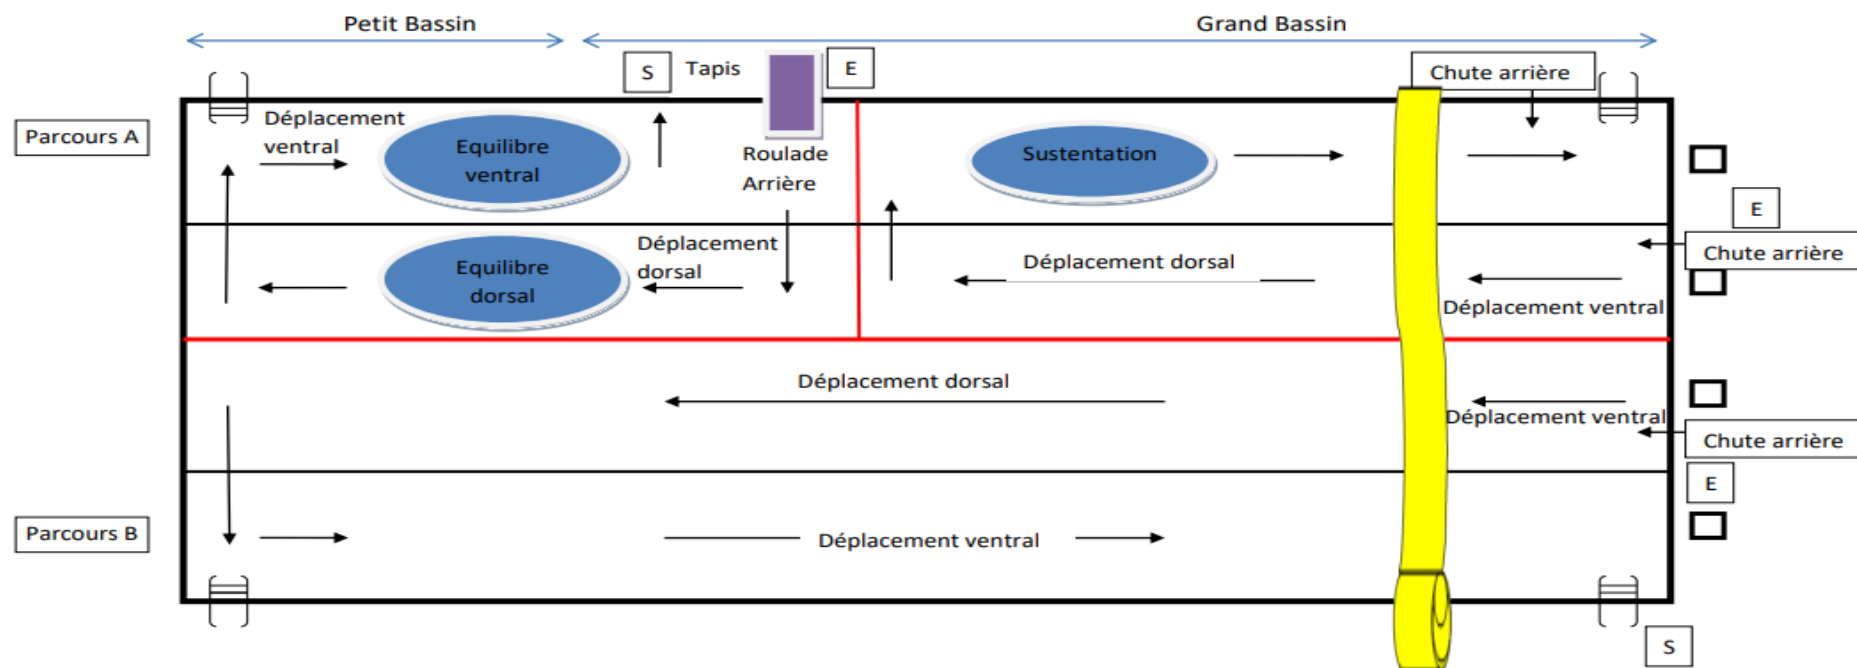 Petit Bassin
Grand Bassin
S
Tapis
E
Chute arrière
Parcours A
Déplacement
ventral
Equilibre
ventral
Roulade
Arrière
Sustentation
E
Chute arrière
Equilibre
dorsal
Déplacement
dorsal
Déplacement dorsal
Déplacement ventral
Déplacement dorsal
Déplacement ventral
Chute arrière
E
Parcours B
Déplacement ventral
S